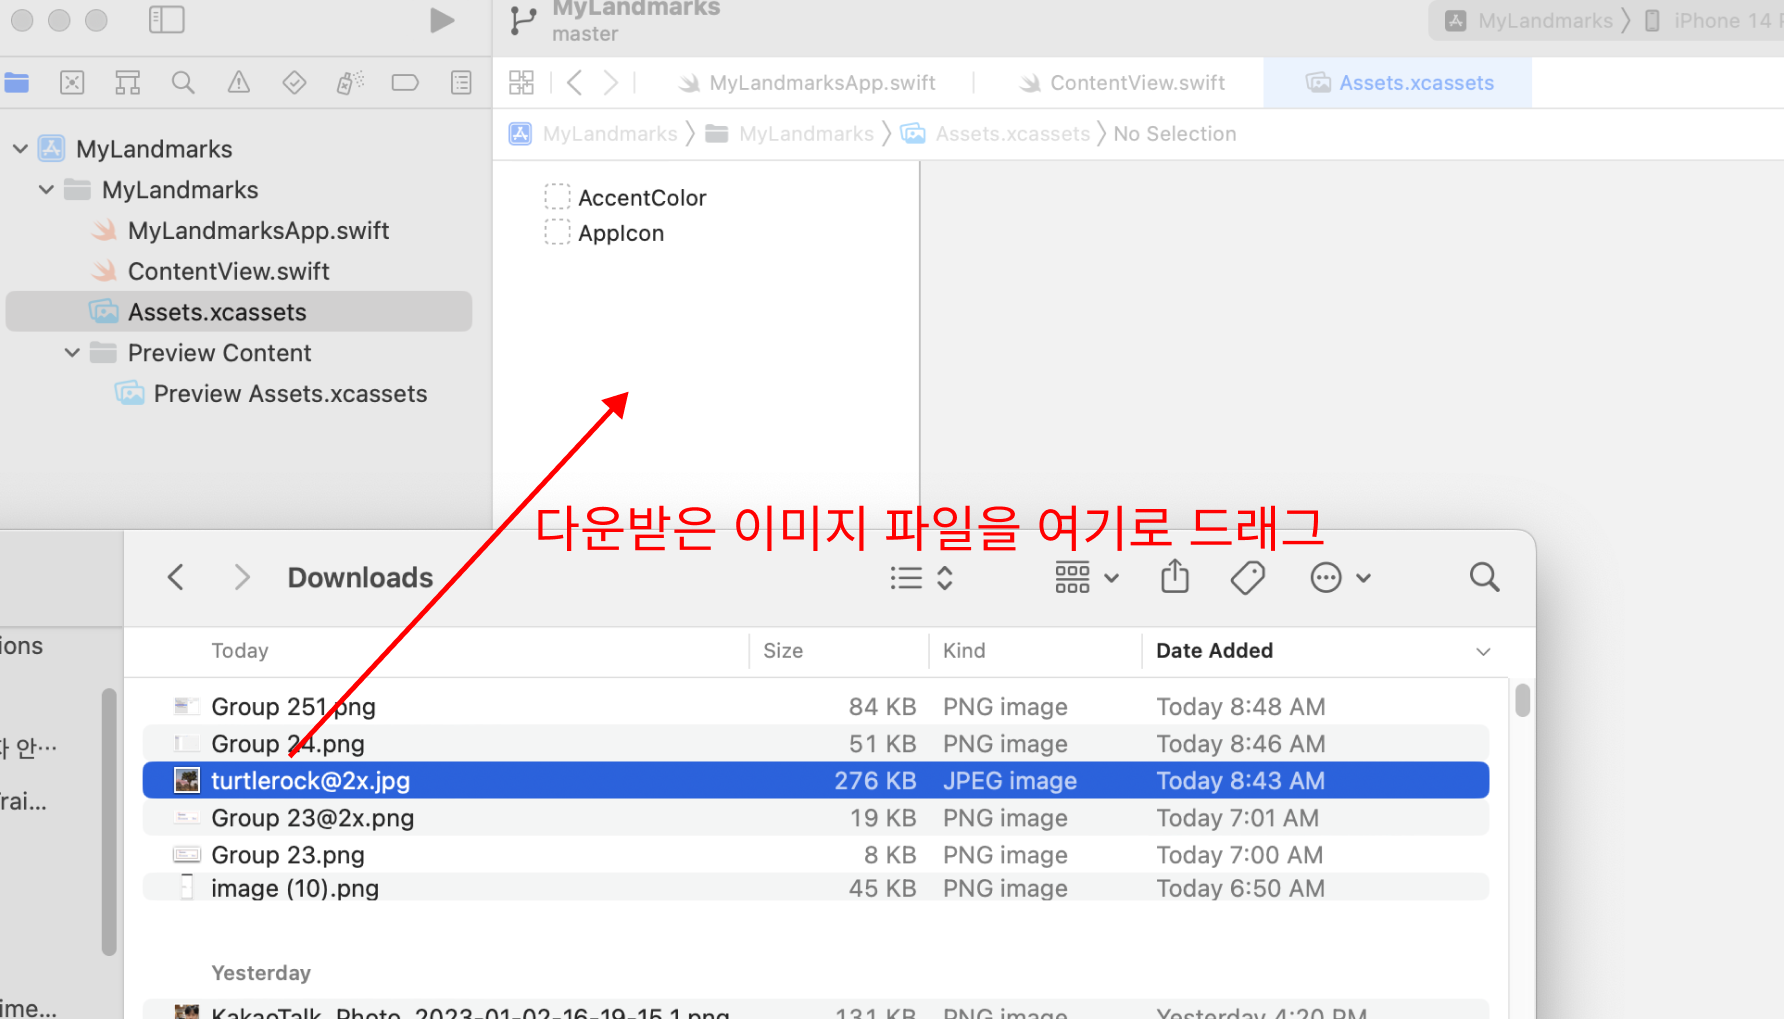 MyLandmarks
master
MyLandmarks iPhone 14
MyLandmarksApp.swift ContentView.swift Assets.xcassets
MyLandmarks MyLandmarks Assets.xcassets No Selection
MyLandmarks
MyLandmarks
MyLandmarksApp.swift
ContentView.swift
Assets.xcassets
Preview Content
Preview Assets.xcassets
AccentColor
AppIcon
다운받은 이미지 파일을 여기로 드래그
Downloads
ions
안…
rai...
ime...
Today Size Kind Date Added
Group 251.png 84 KB PNG image Today 8:48 AM
Group 24.png 51 KB PNG image Today 8:46 AM
turtlerock@2x.jpg 276 KB JPEG image Today 8:43 AM
Group 23@2x.png 19 KB PNG image Today 7:01 AM
Group 23.png 8 KB PNG image Today 7:00 AM
image (10).png 45 KB PNG image Today 6:50 AM
Yesterday
KakaoTalk_Photo_2023-01-02-16-19-15 1.png 131 KB PNG image Yesterday 4:20 PM